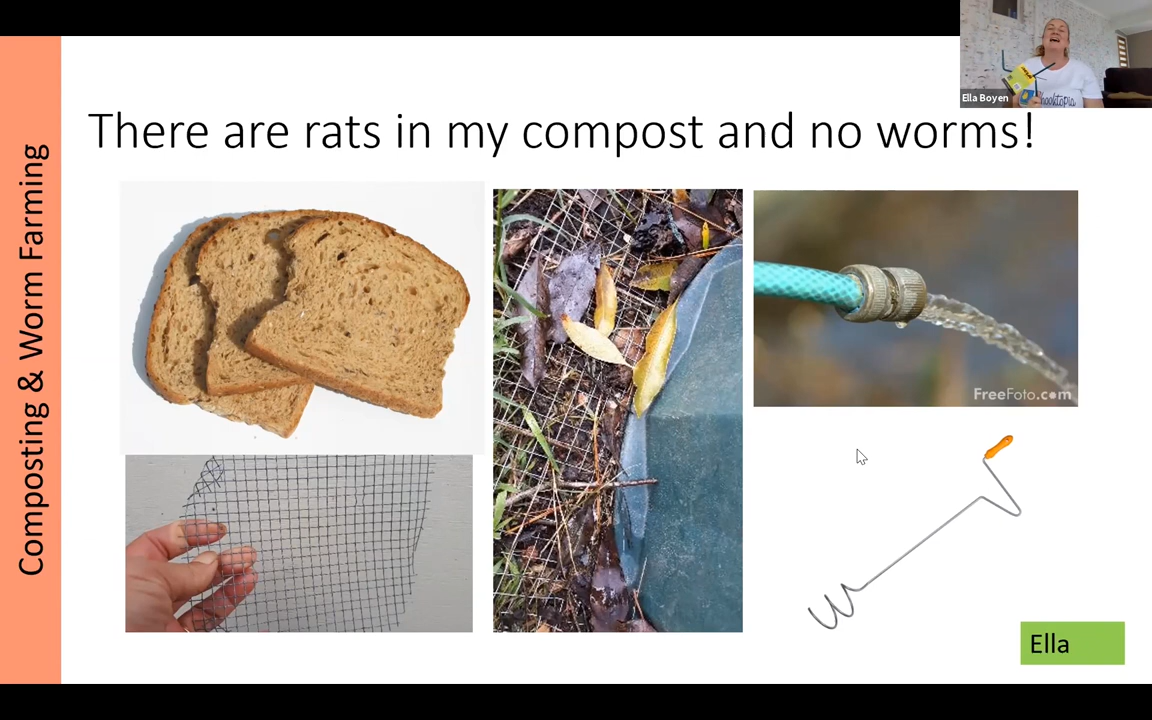 Composting & Worm Farming
There are rats in my compost and no worms!
Ella Boyen
FreeFoto.com
Ella